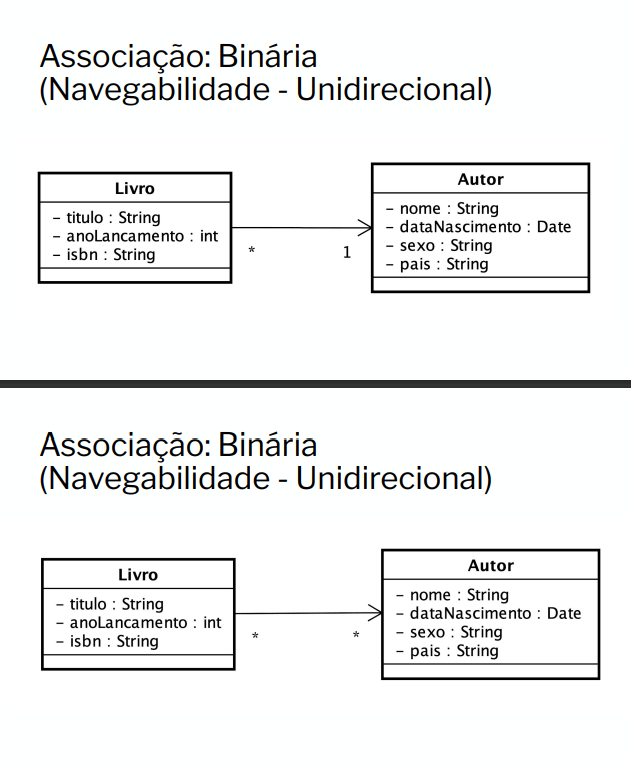 Associação: Binária
(Navegabilidade - Unidirecional)
Livro
- titulo : String
- anoLancamento : int
- isbn : String
*
1
Autor
- nome : String
- dataNascimento : Date
- sexo : String
- pais : String
Associação: Binária
(Navegabilidade - Unidirecional)
Livro
- titulo : String
- anoLancamento : int
- isbn : String
*
*
Autor
- nome : String
- dataNascimento : Date
- sexo : String
- pais : String